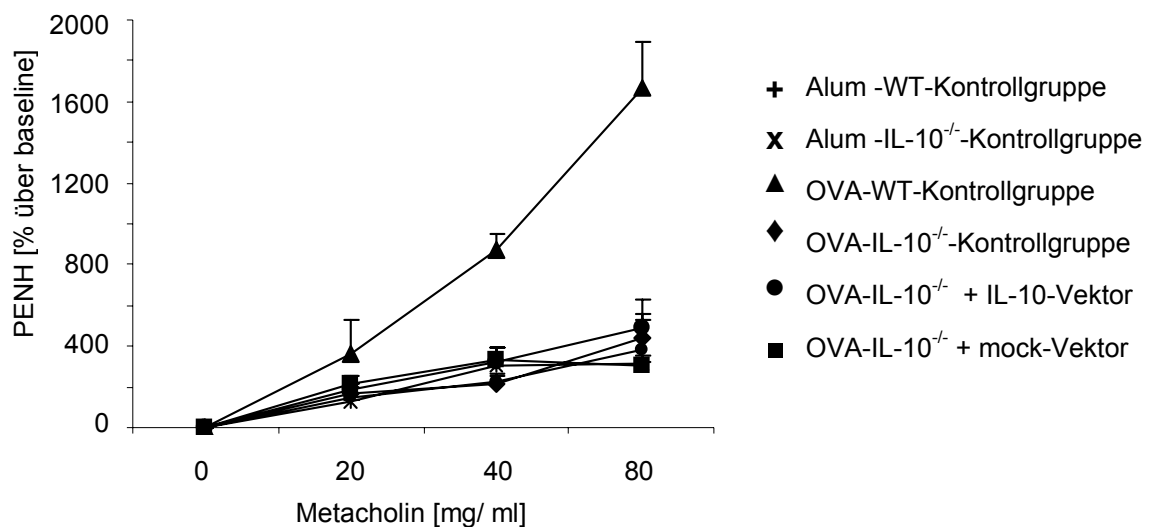 2000
1600
1200
800
400
0
PENH [% über baseline]
0 20 40 80
Metacholin [mg/ ml]
Alum -WT-Kontrollgruppe
Alum -IL-10-/--Kontrollgruppe
OVA-WT-Kontrollgruppe
OVA-IL-10-/--Kontrollgruppe
OVA-IL-10-/- + IL-10-Vektor
OVA-IL-10-/- + mock-Vektor